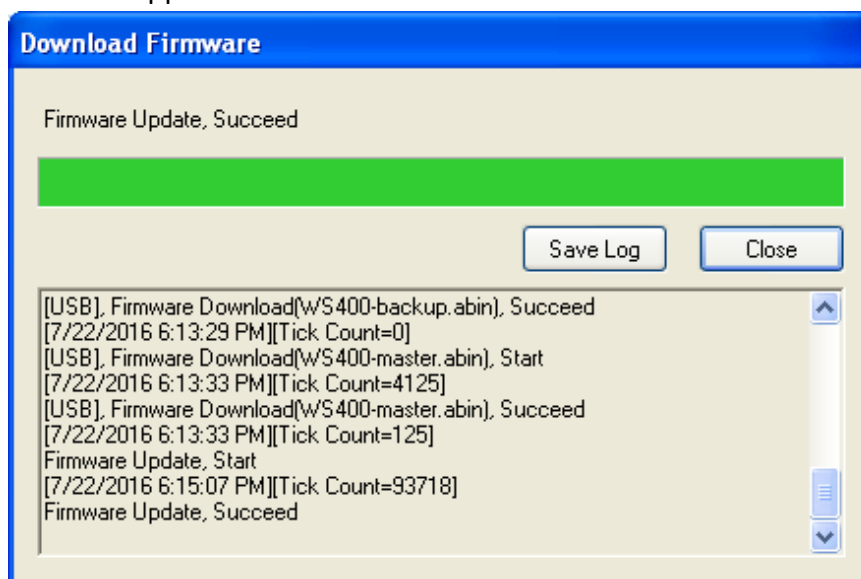 Download Firmware
Firmware Update, Succeed
Save Log
Close
[USB], Firmware Download(WS400-backup.abin), Succeed
[7/22/2016 6:13:29 PM][Tick Count=0]
[USB], Firmware Download(WS400-master.abin), Start
[7/22/2016 6:13:33 PM][Tick Count=4125]
[USB], Firmware Download(WS400-master.abin), Succeed
[7/22/2016 6:13:33 PM][Tick Count=125]
Firmware Update, Start
[7/22/2016 6:15:07 PM][Tick Count=93718]
Firmware Update, Succeed